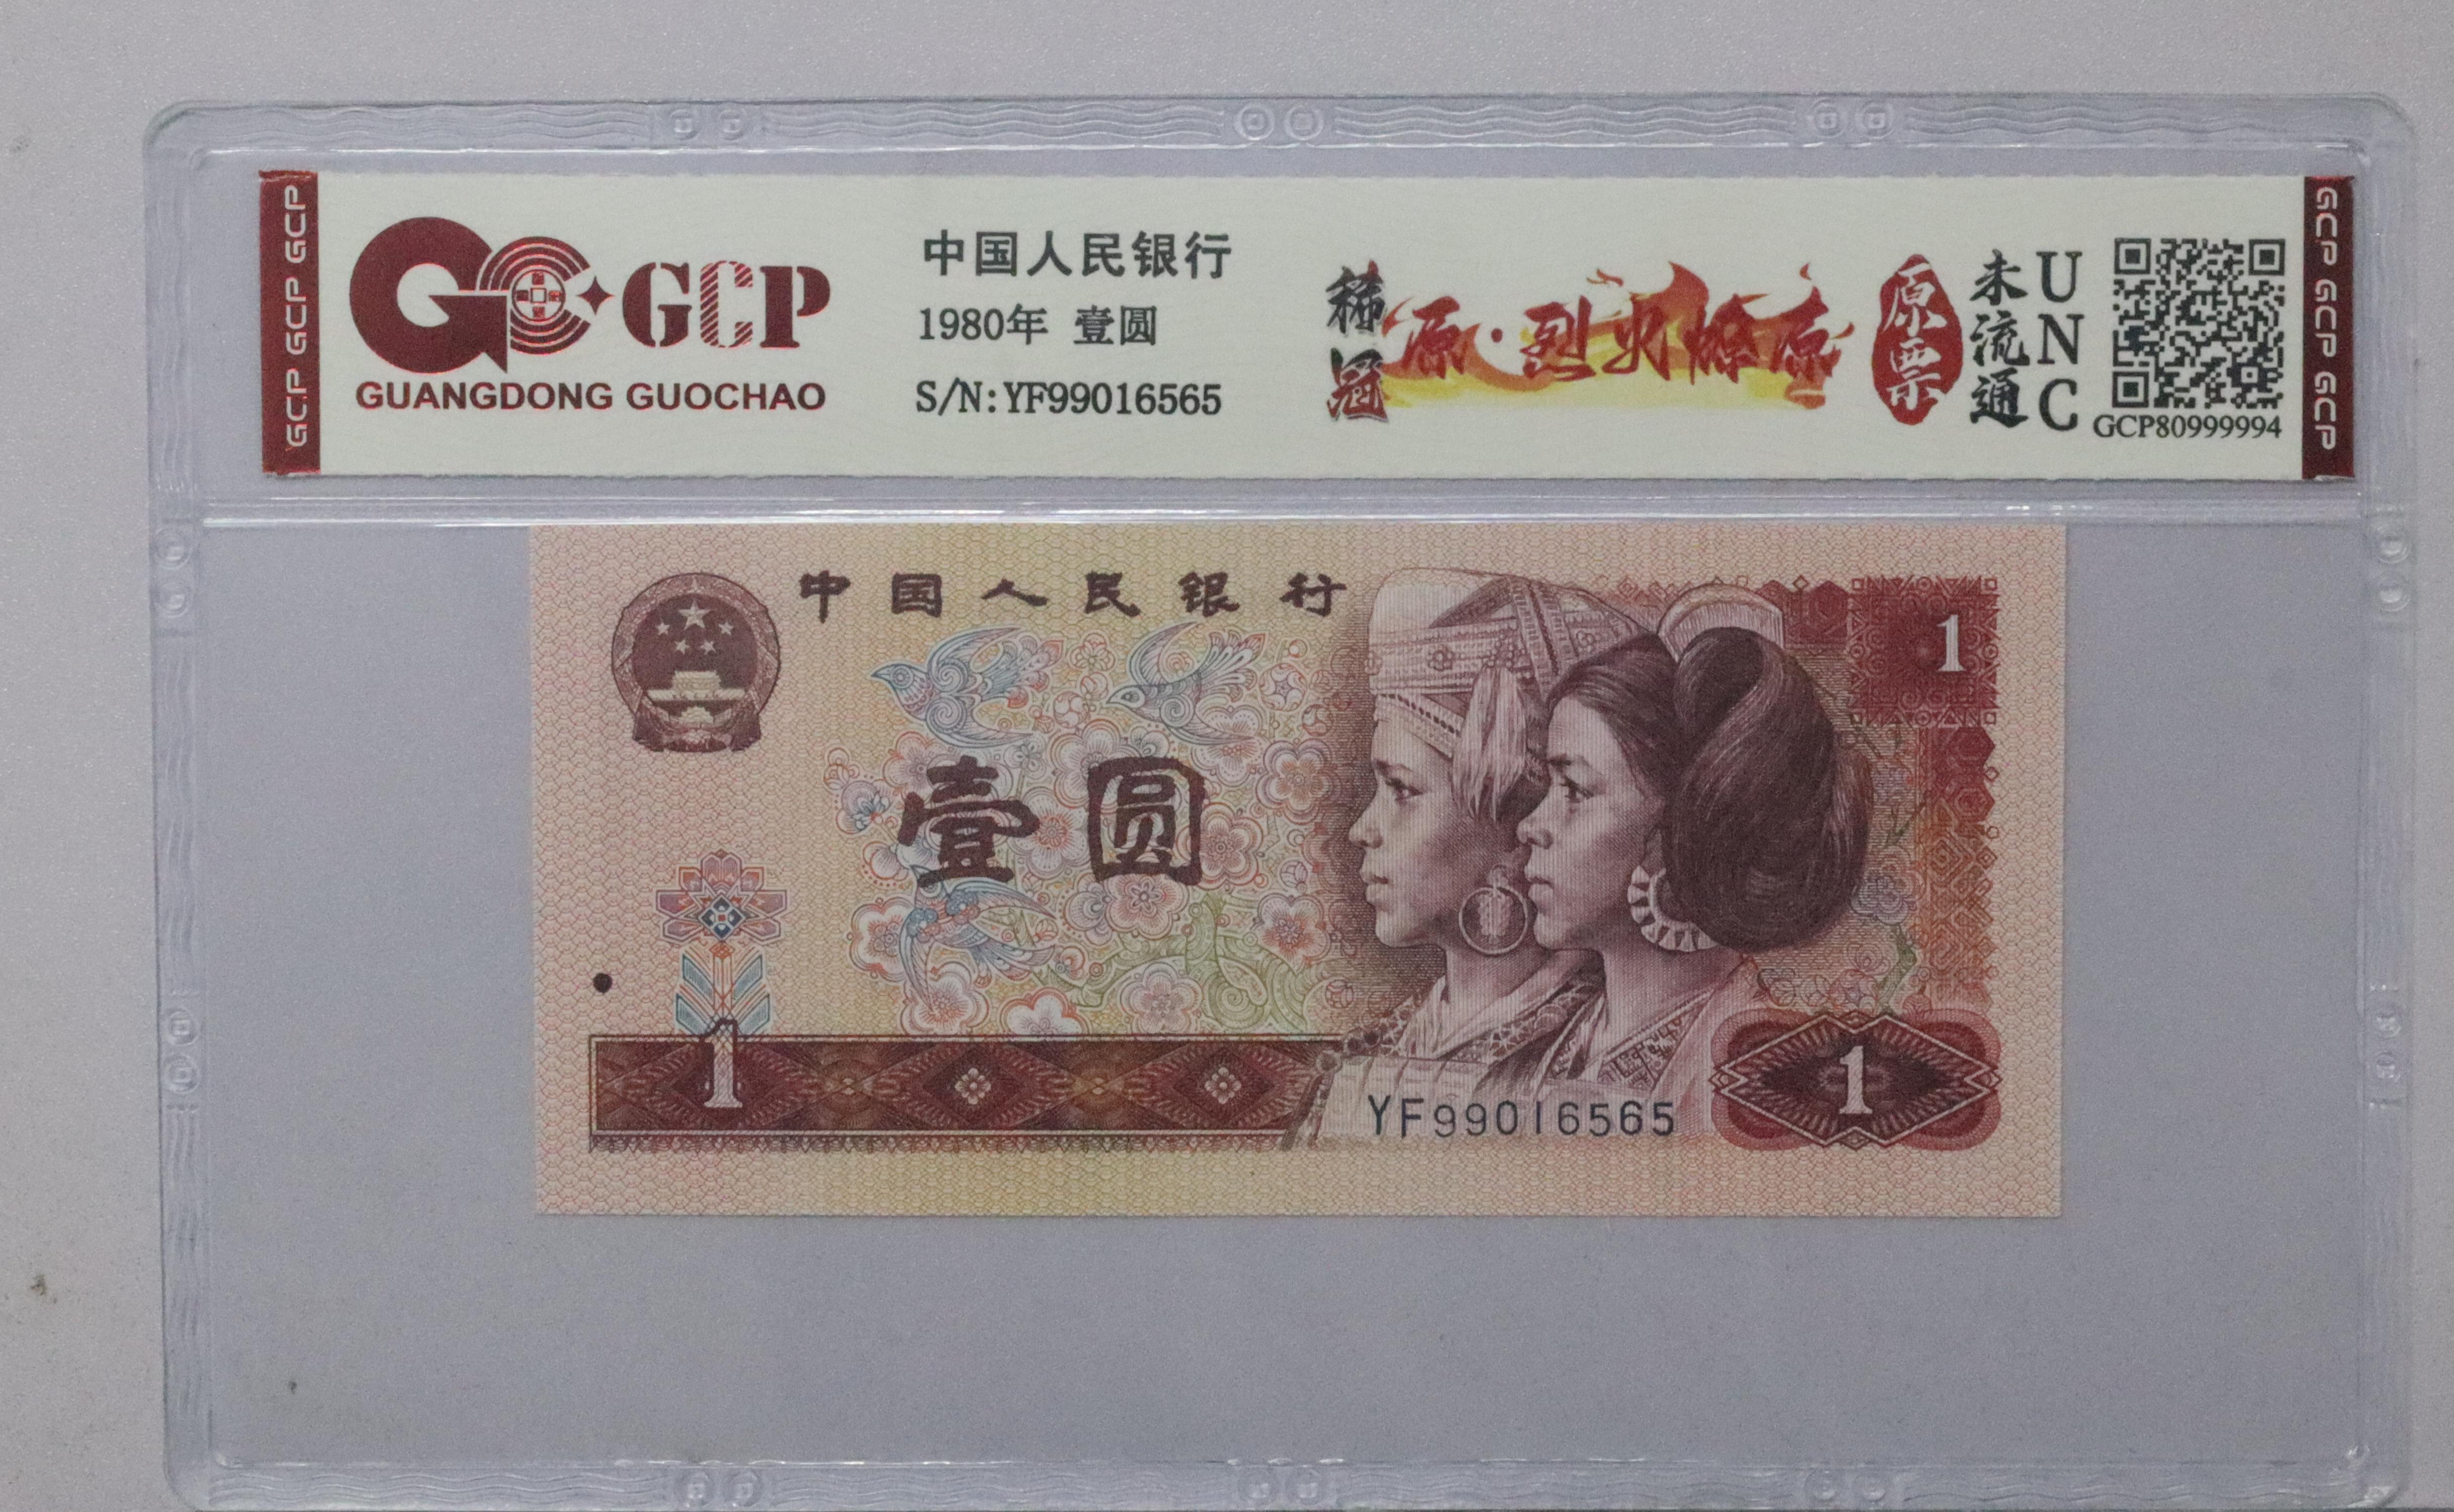 GCP GCP GCP
GCP
GUANGDONG GUOCHAO
中国人民银行
1980年 壹圆
S/N:YF99016565
稀冠
原·烈火燎原
原票
未流通
UNC
GCP80999994
GCP GCP GCP GCP
中国人民银行
1
壹圆
1
YF99016565
1